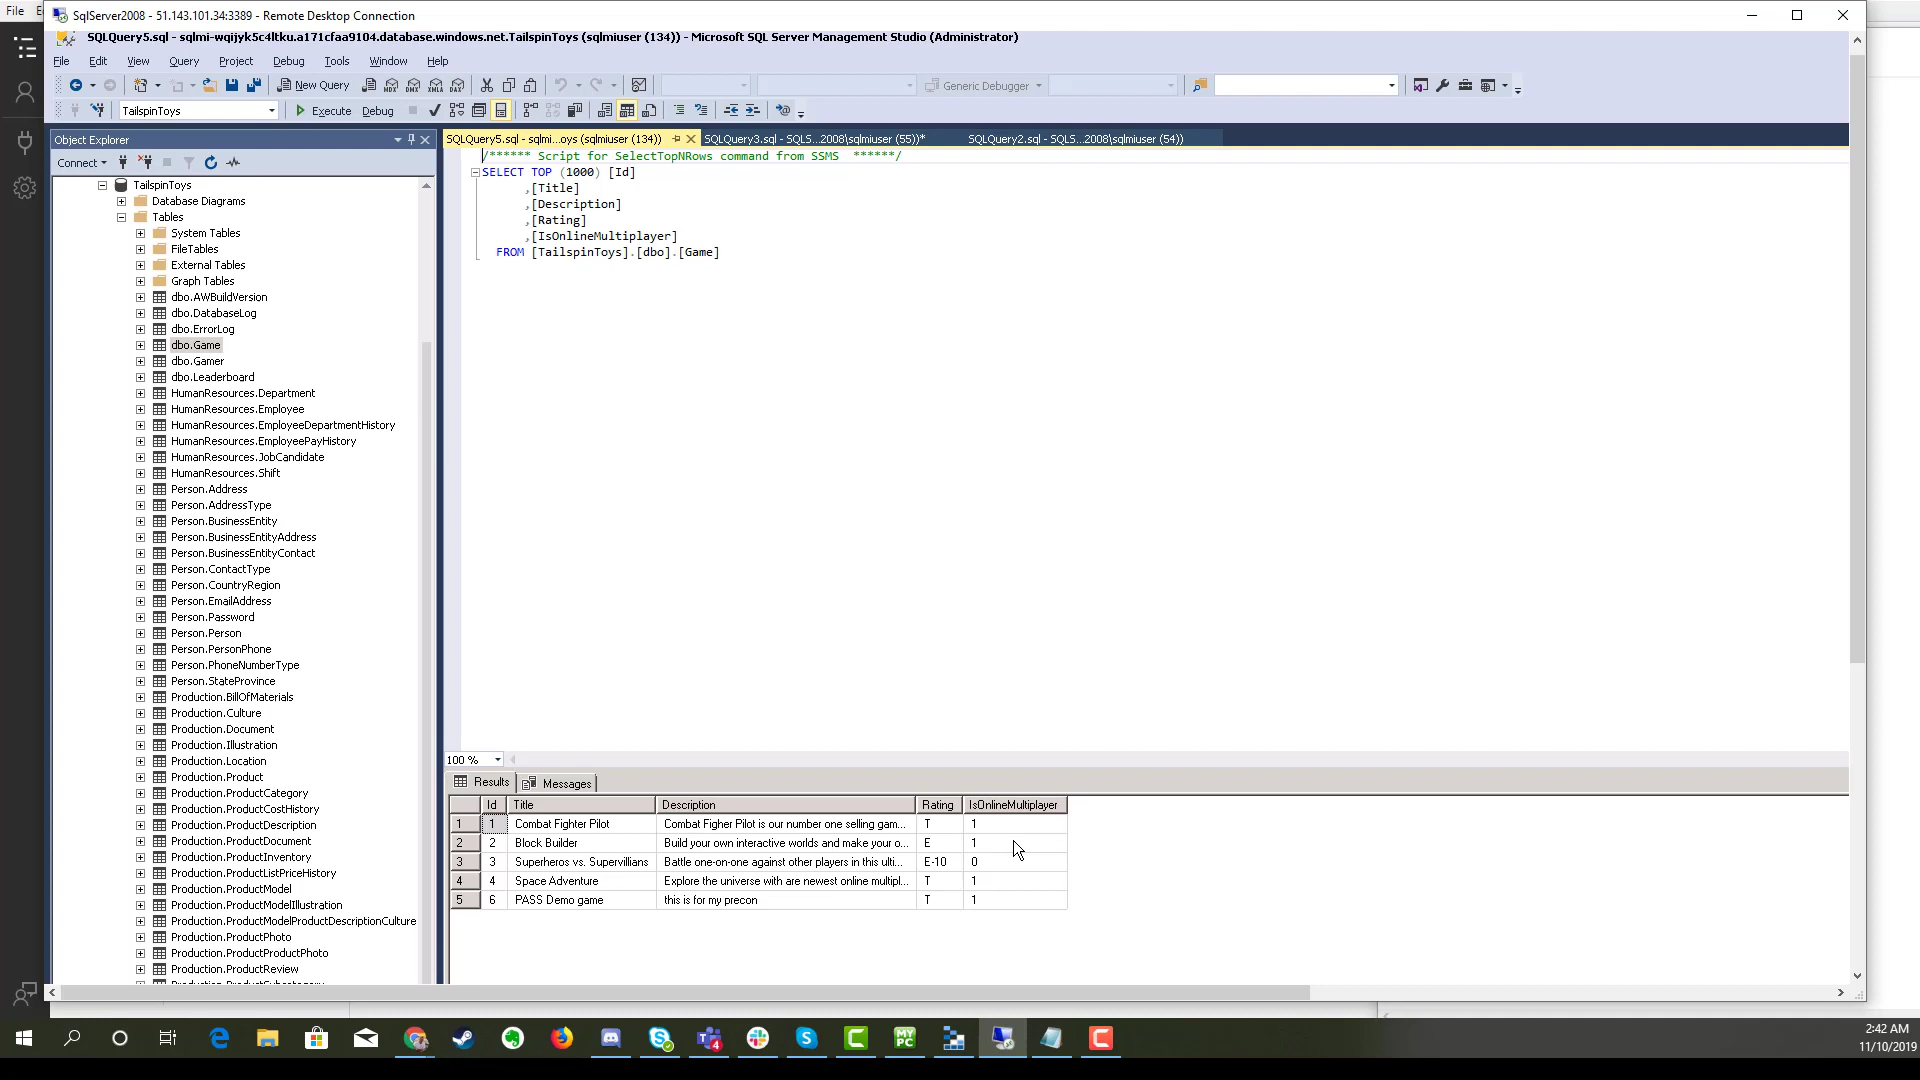 File
SqlServer2008 - 51.143.101.34:3389 - Remote Desktop Connection
SQLQuery5.sql - sqlmi-wqijyk5c4ltku.a171cfaa9104.database.windows.net.TailspinToys (sqlmiuser (134)) - Microsoft SQL Server Management Studio (Administrator)
File Edit View Query Project Debug Tools Window Help
New Query MDX DMX XMLA DAX Generic Debugger
TailspinToys Execute Debug
Object Explorer
Connect
TailspinToys
Database Diagrams
Tables
System Tables
FileTables
External Tables
Graph Tables
dbo.AWBuildVersion
dbo.DatabaseLog
dbo.ErrorLog
dbo.Game
dbo.Gamer
dbo.Leaderboard
HumanResources.Department
HumanResources.Employee
HumanResources.EmployeeDepartmentHistory
HumanResources.EmployeePayHistory
HumanResources.JobCandidate
HumanResources.Shift
Person.Address
Person.AddressType
Person.BusinessEntity
Person.BusinessEntityAddress
Person.BusinessEntityContact
Person.ContactType
Person.CountryRegion
Person.EmailAddress
Person.Password
Person.Person
Person.PersonPhone
Person.PhoneNumberType
Person.StateProvince
Production.BillOfMaterials
Production.Culture
Production.Document
Production.Illustration
Production.Location
Production.Product
Production.ProductCategory
Production.ProductCostHistory
Production.ProductDescription
Production.ProductDocument
Production.ProductInventory
Production.ProductListPriceHistory
Production.ProductModel
Production.ProductModelIllustration
Production.ProductModelProductDescriptionCulture
Production.ProductPhoto
Production.ProductProductPhoto
Production.ProductReview
SQLQuery5.sql - sqlmi...oys (sqlmiuser (134)) SQLQuery3.sql - SQLS...2008\sqlmiuser (55))* SQLQuery2.sql - SQLS...2008\sqlmiuser (54))
/****** Script for SelectTopNRows command from SSMS ******/
SELECT TOP (1000) [Id]
,[Title]
,[Description]
,[Rating]
,[IsOnlineMultiplayer]
FROM [TailspinToys].[dbo].[Game]
100 %
Results Messages
Id Title Description Rating IsOnlineMultiplayer
1 1 Combat Fighter Pilot Combat Figher Pilot is our number one selling gam... T 1
2 2 Block Builder Build your own interactive worlds and make your o... E 1
3 3 Superheros vs. Supervillians Battle one-on-one against other players in this ulti... E-10 0
4 4 Space Adventure Explore the universe with are newest online multipl... T 1
5 6 PASS Demo game this is for my precon T 1
MY PC
4
2:42 AM
11/10/2019